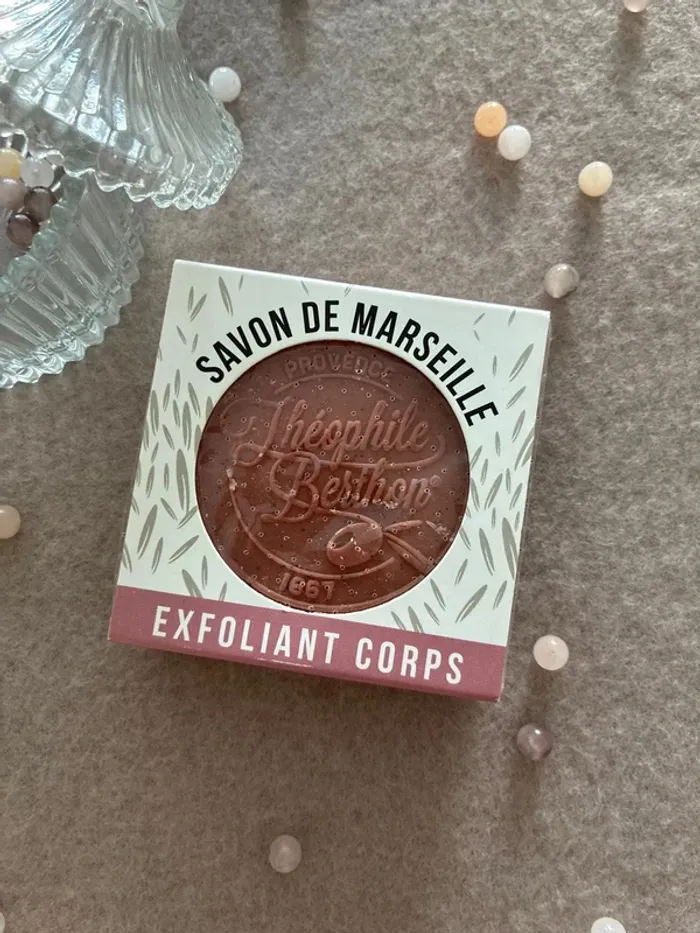 SAVON DE MARSEILLE
PROVENCE
Théophile
Berthon
1867
EXFOLIANT CORPS